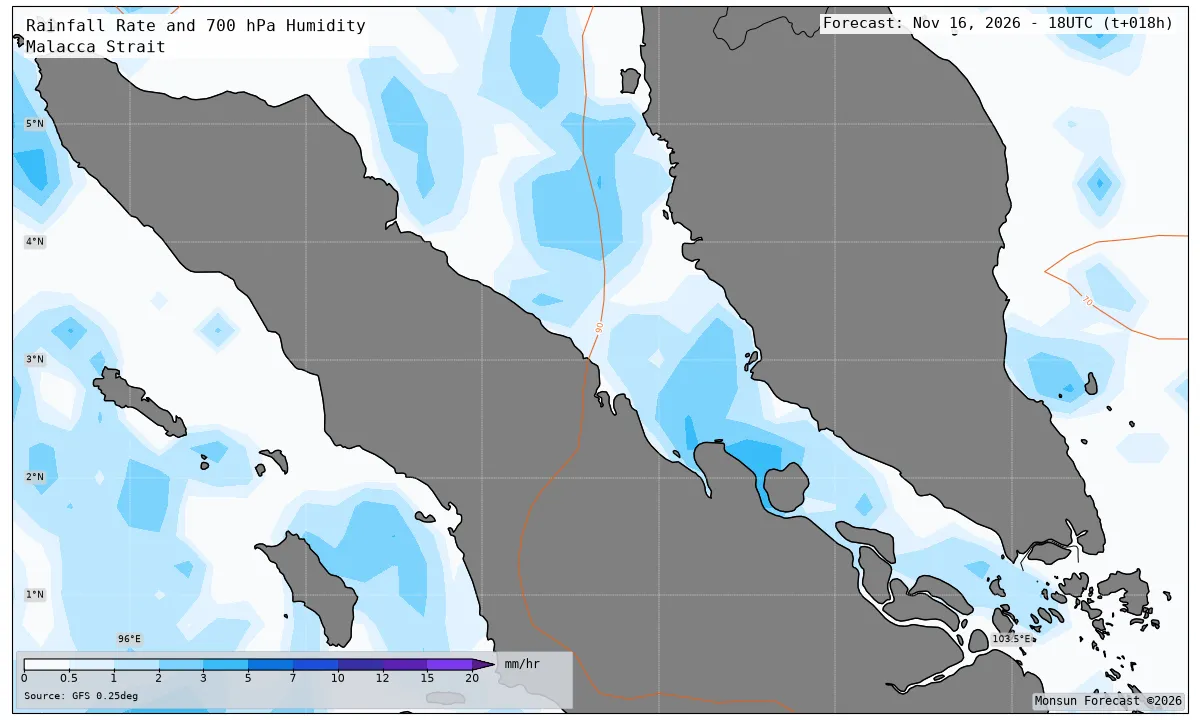 Rainfall Rate and 700 hPa Humidity
Malacca Strait
Forecast: Nov 16, 2026 - 18UTC (t+018h)
5°N
4°N
70
90
3°N
2°N
1°N
96°E
103.5°E
mm/hr
0 0.5 1 2 3 5 7 10 12 15 20
Source: GFS 0.25deg
Monsun Forecast ©2026